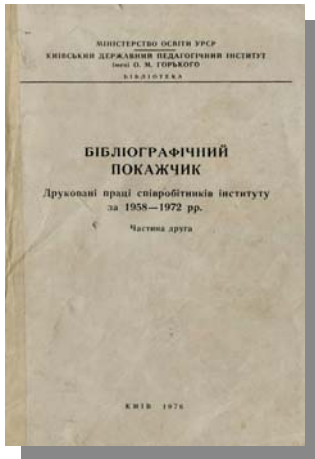 МІНІСТЕРСТВО ОСВІТИ УРСР
КИЇВСЬКИЙ ДЕРЖАВНИЙ ПЕДАГОГІЧНИЙ ІНСТИТУТ
імені О. М. ГОРЬКОГО
БІБЛІОТЕКА
БІБЛІОГРАФІЧНИЙ
ПОКАЖЧИК
Друковані праці співробітників інституту
за 1958—1972 рр.
Частина друга
КИЇВ 1976